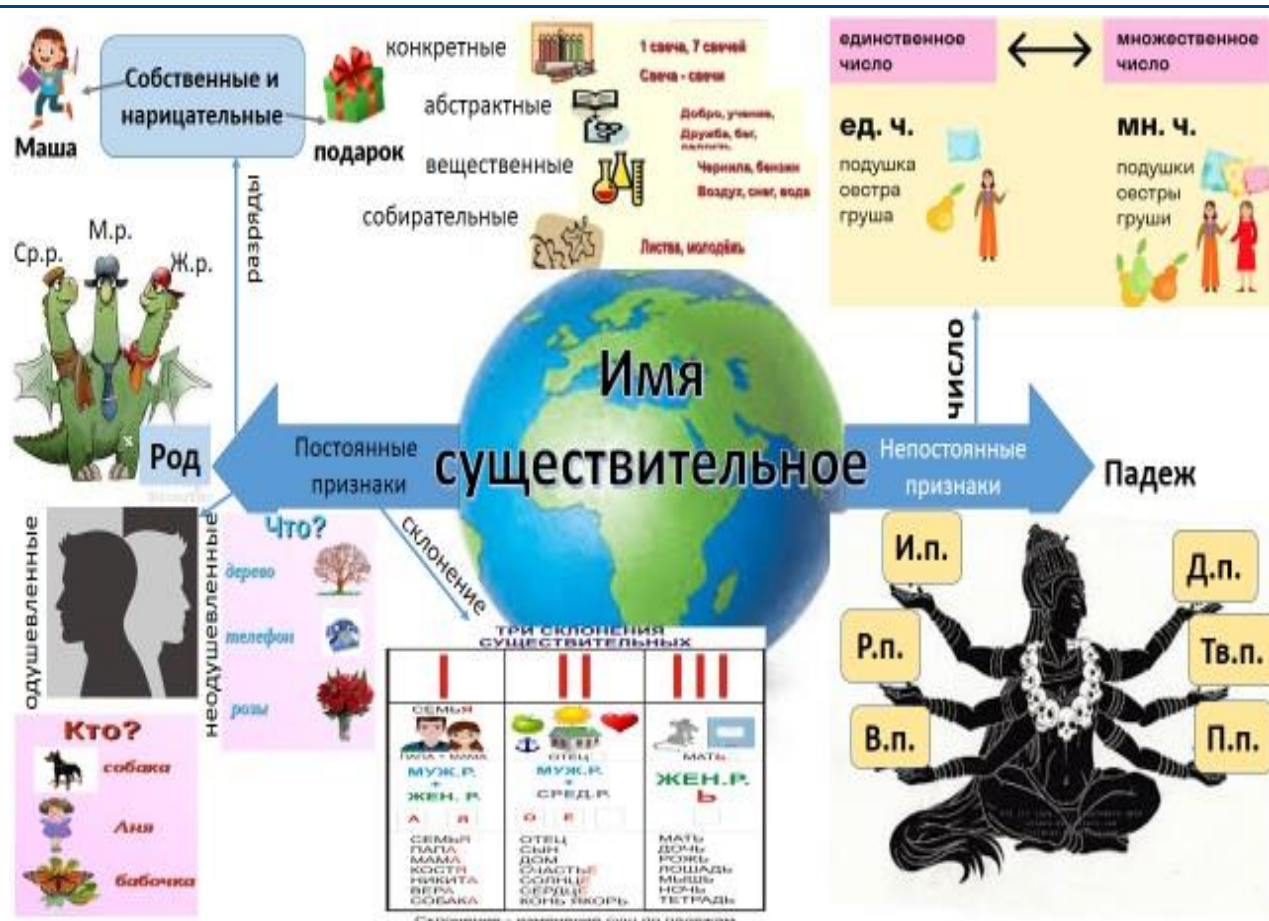 Маша
Собственные и
нарицательные
подарок
конкретные
1 свеча, 7 свечей
Свеча - свечи
абстрактные
Добро, учение,
Дружба, бег,
вещественные
Чернила, бензин
Воздух, снег, вода
собирательные
Листва, молодёжь
единственное
число
множественное
число
ед. ч.
подушка
сестра
груша
мн. ч.
подушки
сестры
груши
разряды
Ср.р.
М.р.
Ж.р.
Род
Постоянные
признаки
Имя
существительное
число
Непостоянные
признаки
Падеж
одушевленные
неодушевленные
Что?
дерево
телефон
розы
Кто?
собака
Аня
бабочка
склонение
ТРИ СКЛОНЕНИЯ
СУЩЕСТВИТЕЛЬНЫХ
I
II
III
СЕМЬЯ
ПАПА + МАМА
МУЖ.Р.
+
ЖЕН. Р.
А Я
СЕМЬЯ
ПАПА
МАМА
КОСТЯ
НИКИТА
ВЕРА
СОБАКА
ОТЕЦ
МУЖ.Р.
+
СРЕД.Р.
О Е
ОТЕЦ
СЫН
ДОМ
СЧАСТЬЕ
СОЛНЦЕ
СЕРДЦЕ
КОНЬ ЯКОРЬ
МАТЬ
ЖЕН.Р.
Ь
МАТЬ
ДОЧЬ
РОЖЬ
ЛОШАДЬ
МЫШЬ
НОЧЬ
ТЕТРАДЬ
И.п.
Р.п.
В.п.
Д.п.
Тв.п.
П.п.